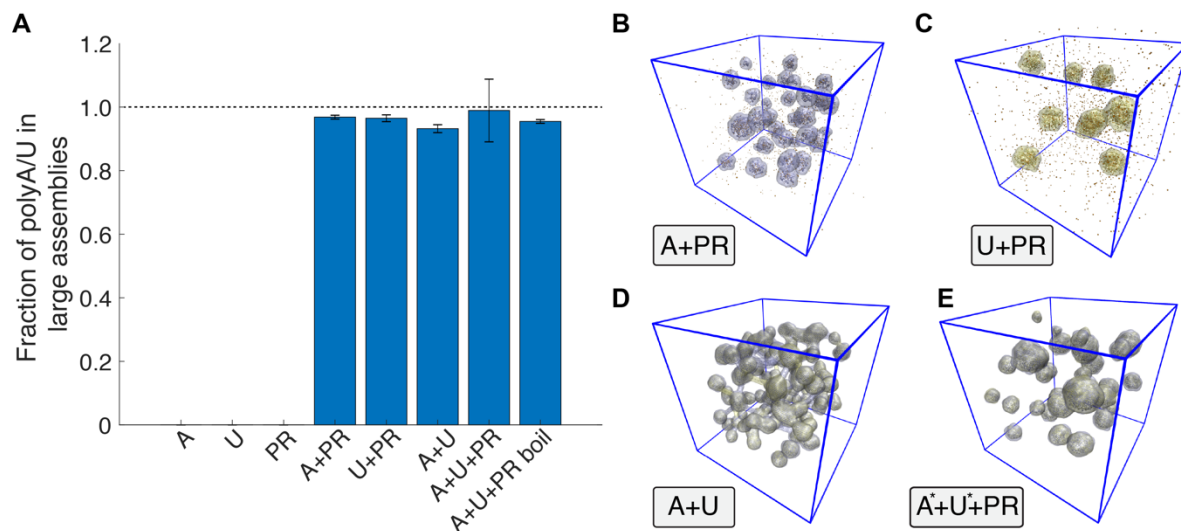 A
Fraction of polyA/U in
large assemblies
1.2
1.0
0.8
0.6
0.4
0.2
0
A
U
PR
A+PR
U+PR
A+U
A+U+PR
A+U+PR boil
B
A+PR
C
U+PR
D
A+U
E
A*+U*+PR